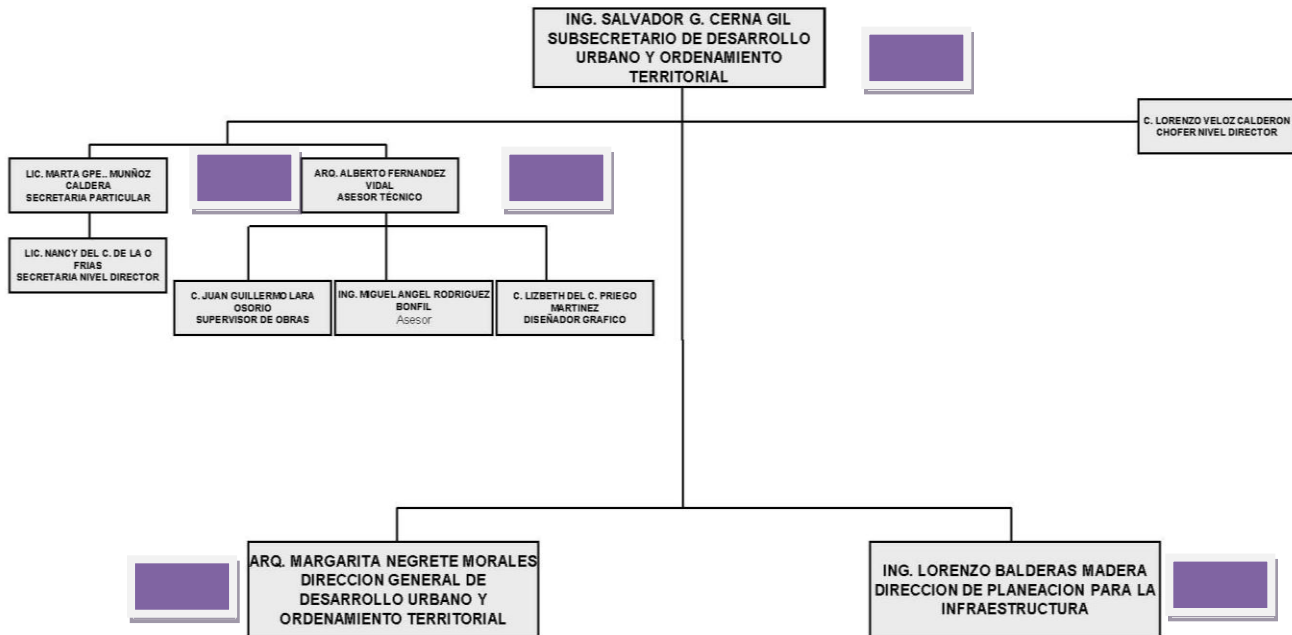 ING. SALVADOR G. CERNA GIL
SUBSECRETARIO DE DESARROLLO
URBANO Y ORDENAMIENTO
TERRITORIAL
C. LORENZO VELOZ CALDERON
CHOFER NIVEL DIRECTOR
LIC. MARTA GPE.. MUNÑOZ
CALDERA
SECRETARIA PARTICULAR
ARQ. ALBERTO FERNANDEZ
VIDAL
ASESOR TÉCNICO
LIC. NANCY DEL C. DE LA O
FRIAS
SECRETARIA NIVEL DIRECTOR
C. JUAN GUILLERMO LARA
OSORIO
SUPERVISOR DE OBRAS
ING. MIGUEL ANGEL RODRIGUEZ
BONFIL
Asesor
C. LIZBETH DEL C. PRIEGO
MARTINEZ
DISEÑADOR GRAFICO
ARQ. MARGARITA NEGRETE MORALES
DIRECCION GENERAL DE
DESARROLLO URBANO Y
ORDENAMIENTO TERRITORIAL
ING. LORENZO BALDERAS MADERA
DIRECCION DE PLANEACION PARA LA
INFRAESTRUCTURA